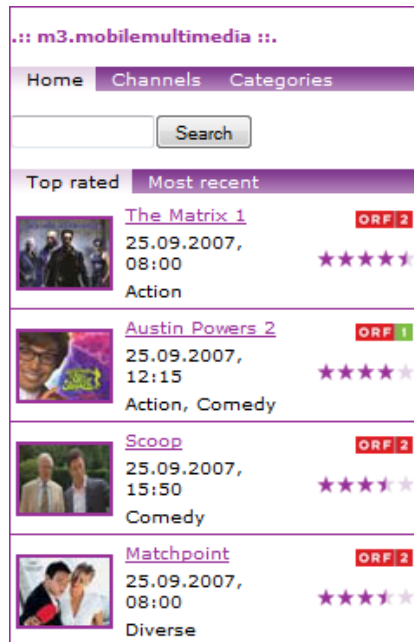 .:: m3.mobilemultimedia ::.
Home Channels Categories
Search
Top rated Most recent
The Matrix 1 ORF 2
25.09.2007,
08:00
Action
Austin Powers 2 ORF 1
25.09.2007,
12:15
Action, Comedy
Scoop ORF 2
25.09.2007,
15:50
Comedy
Matchpoint ORF 2
25.09.2007,
08:00
Diverse